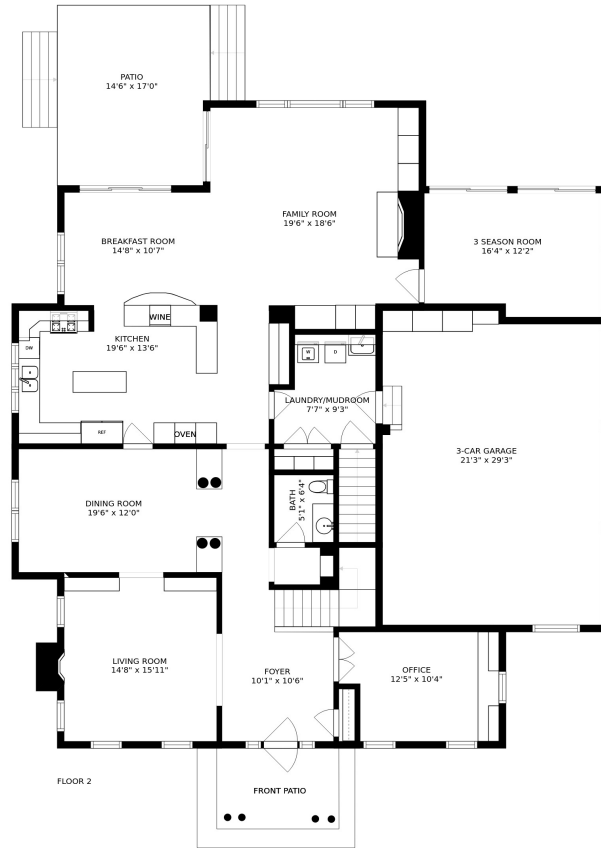 PATIO
14'6" x 17'0"
FAMILY ROOM
19'6" x 18'6"
BREAKFAST ROOM
14'8" x 10'7"
3 SEASON ROOM
16'4" x 12'2"
WINE
KITCHEN
19'6" x 13'6"
DW
W
D
LAUNDRY/MUDROOM
7'7" x 9'3"
REF
OVEN
3-CAR GARAGE
21'3" x 29'3"
BATH
5'1" x 6'4"
DINING ROOM
19'6" x 12'0"
LIVING ROOM
14'8" x 15'11"
FOYER
10'1" x 10'6"
OFFICE
12'5" x 10'4"
FLOOR 2
FRONT PATIO